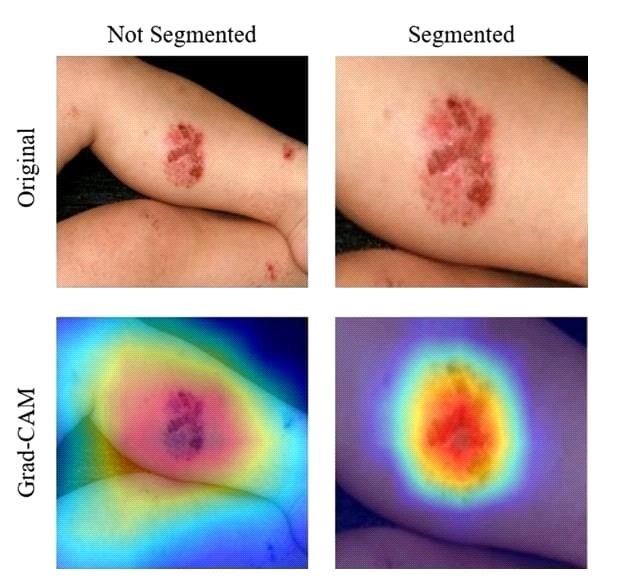 Not Segmented
Segmented
Original
Grad-CAM